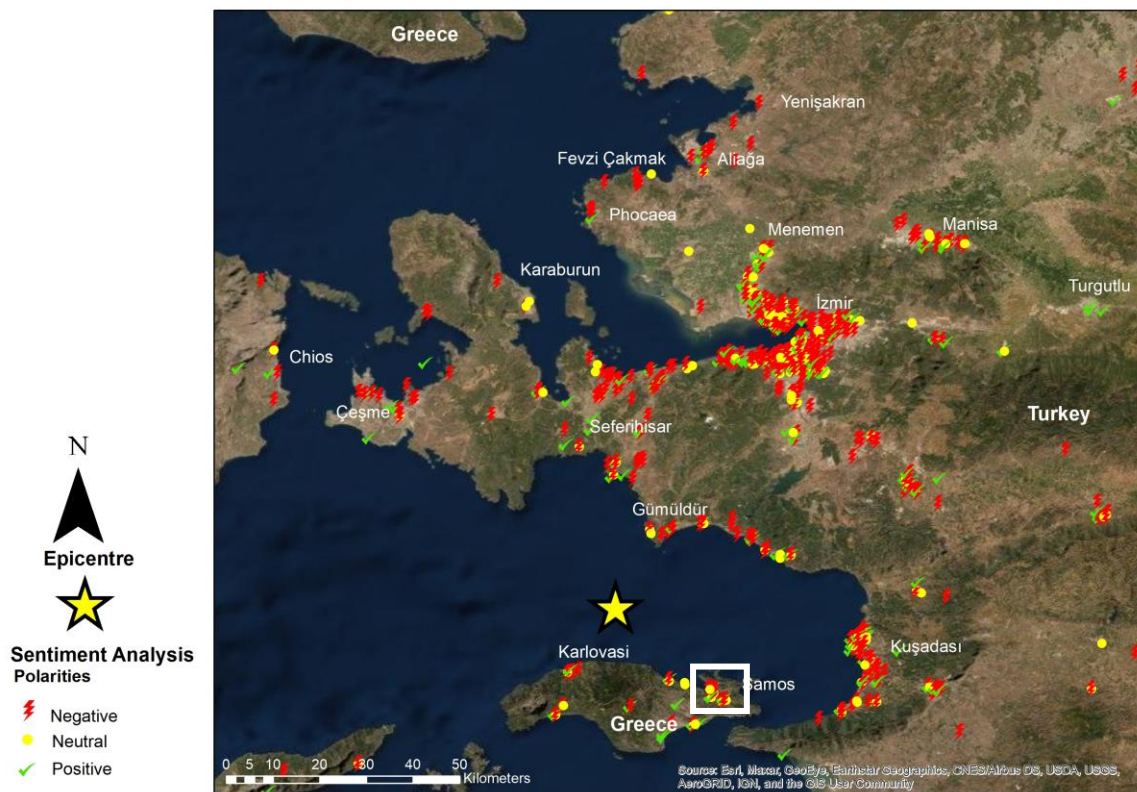 Greece
Yenişakran
Fevzi Çakmak
Aliağa
Phocaea
Menemen
Manisa
Karaburun
İzmir
Turgutlu
Chios
Çeşme
Turkey
Seferihisar
N
Gümüldür
Epicentre
Karlovasi
Kuşadası
Sentiment Analysis
Polarities
Samos
Negative
Greece
Neutral
Positive
0 5 10 20 30 40 50
Kilometers
Source: Esri, Maxar, GeoEye, Earthstar Geographics, CNES/Airbus DS, USDA, USGS,
AeroGRID, IGN, and the GIS User Community